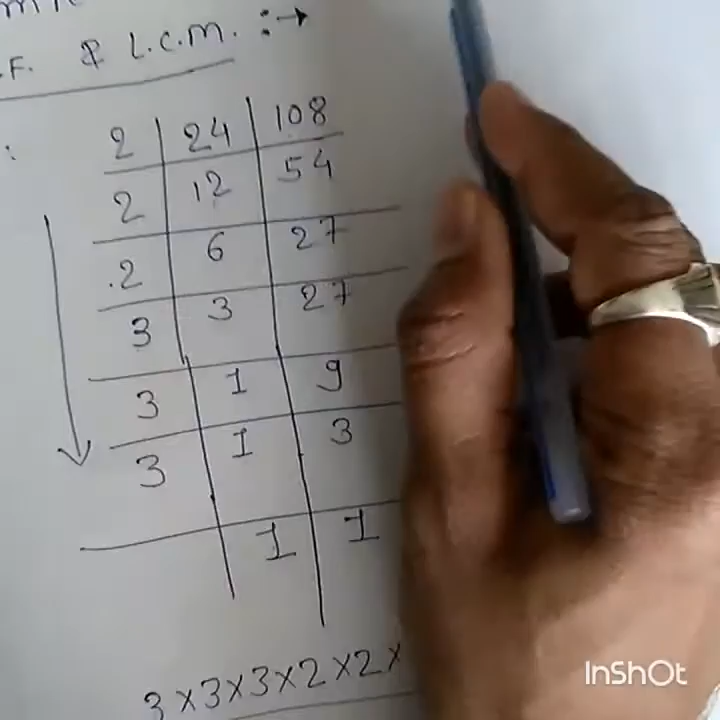 .F. & L.C.M. :→
2 24 108
2 12 54
.2 6 27
3 3 27
3 1 9
3 1 3
1 1
3×3×3×2×2×
InShOt